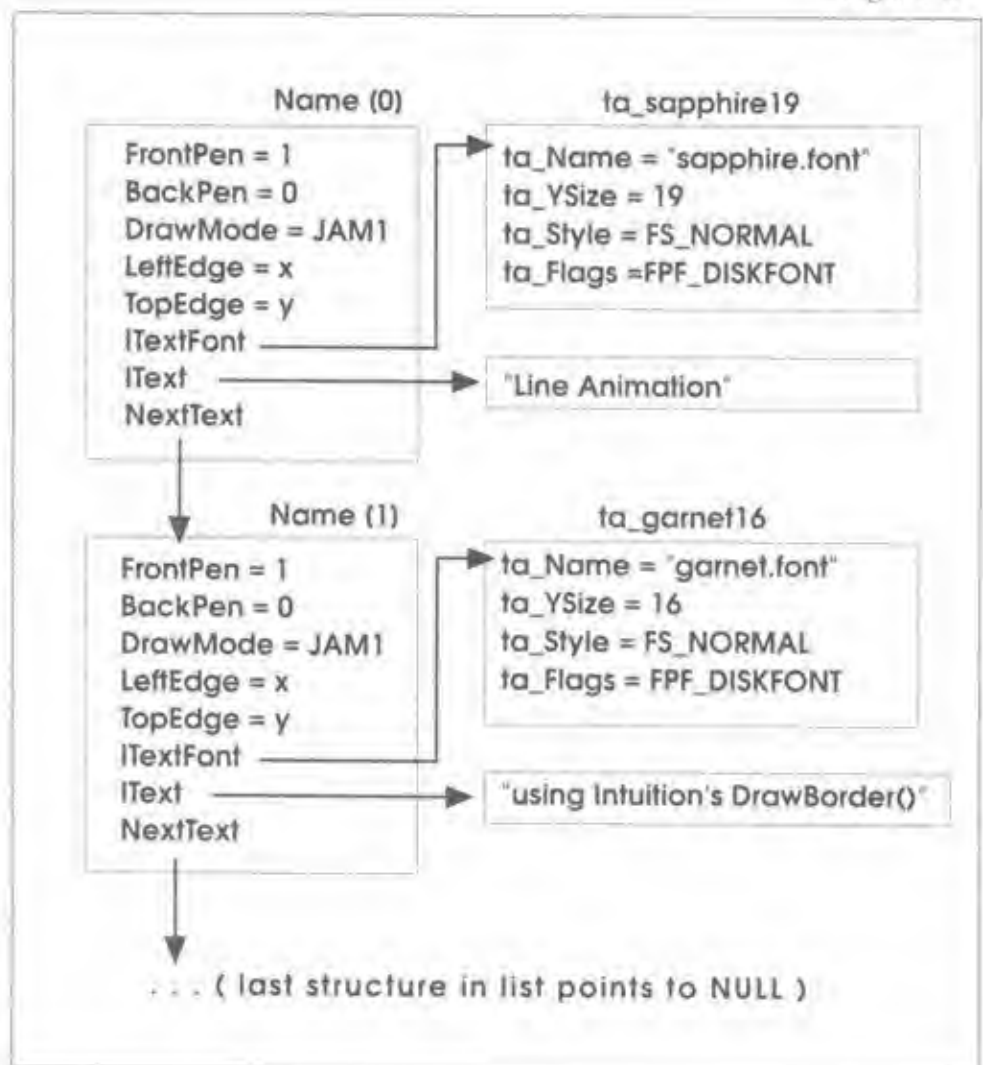 Name (0)
FrontPen = 1
BackPen = 0
DrawMode = JAM1
LeftEdge = x
TopEdge = y
ITextFont
IText
NextText
ta_sapphire19
ta_Name = "sapphire.font"
ta_YSize = 19
ta_Style = FS_NORMAL
ta_Flags =FPF_DISKFONT
"Line Animation"
Name (1)
FrontPen = 1
BackPen = 0
DrawMode = JAM1
LeftEdge = x
TopEdge = y
ITextFont
IText
NextText
ta_garnet16
ta_Name = "garnet.font"
ta_YSize = 16
ta_Style = FS_NORMAL
ta_Flags = FPF_DISKFONT
"using Intuition's DrawBorder()"
. . . ( last structure in list points to NULL )